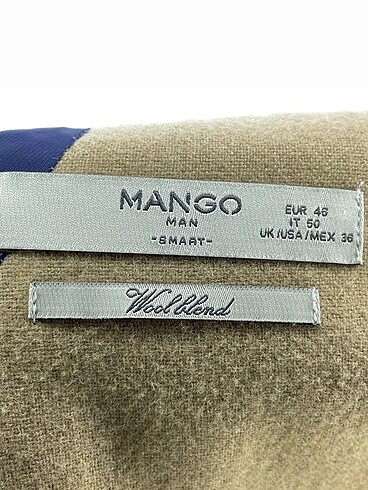 MANGO
MAN
-SMART-
EUR 46
IT 50
UK/USA/MEX 36
Wool blend